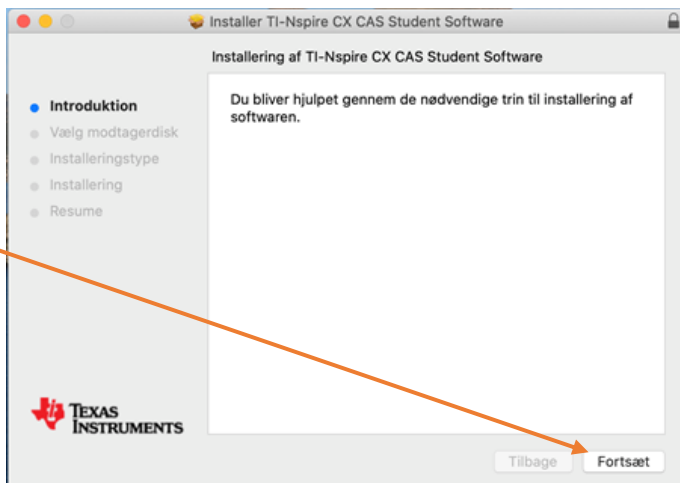 Installer TI-Nspire CX CAS Student Software
Installering af TI-Nspire CX CAS Student Software
Introduktion
Vælg modtagerdisk
Installeringstype
Installering
Resume
Du bliver hjulpet gennem de nødvendige trin til installering af
softwaren.
TEXAS
INSTRUMENTS
Tilbage
Fortsæt